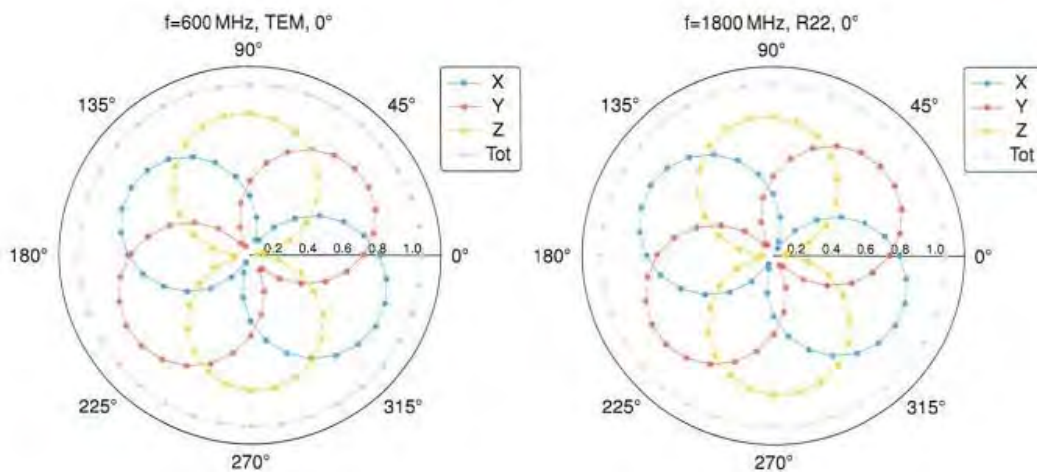 f=600 MHz, TEM, 0°
90°
135°
45°
X
Y
Z
Tot
180°
0.2 0.4 0.6 0.8 1.0
0°
225°
315°
270°
f=1800 MHz, R22, 0°
90°
135°
45°
X
Y
Z
Tot
180°
0.2 0.4 0.6 0.8 1.0
0°
225°
315°
270°